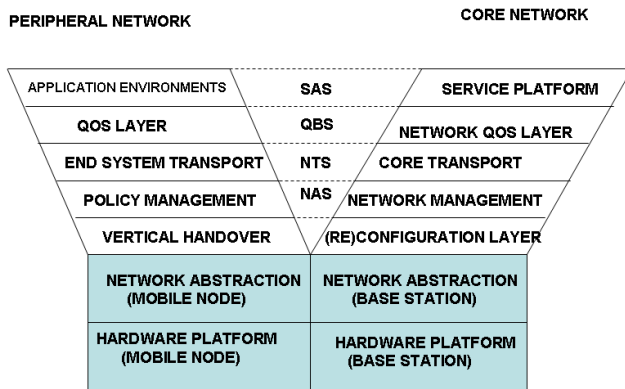 PERIPHERAL NETWORK
CORE NETWORK
APPLICATION ENVIRONMENTS
SAS
SERVICE PLATFORM
QOS LAYER
QBS
NETWORK QOS LAYER
END SYSTEM TRANSPORT
NTS
CORE TRANSPORT
POLICY MANAGEMENT
NAS
NETWORK MANAGEMENT
VERTICAL HANDOVER
(RE)CONFIGURATION LAYER
NETWORK ABSTRACTION
(MOBILE NODE)
NETWORK ABSTRACTION
(BASE STATION)
HARDWARE PLATFORM
(MOBILE NODE)
HARDWARE PLATFORM
(BASE STATION)